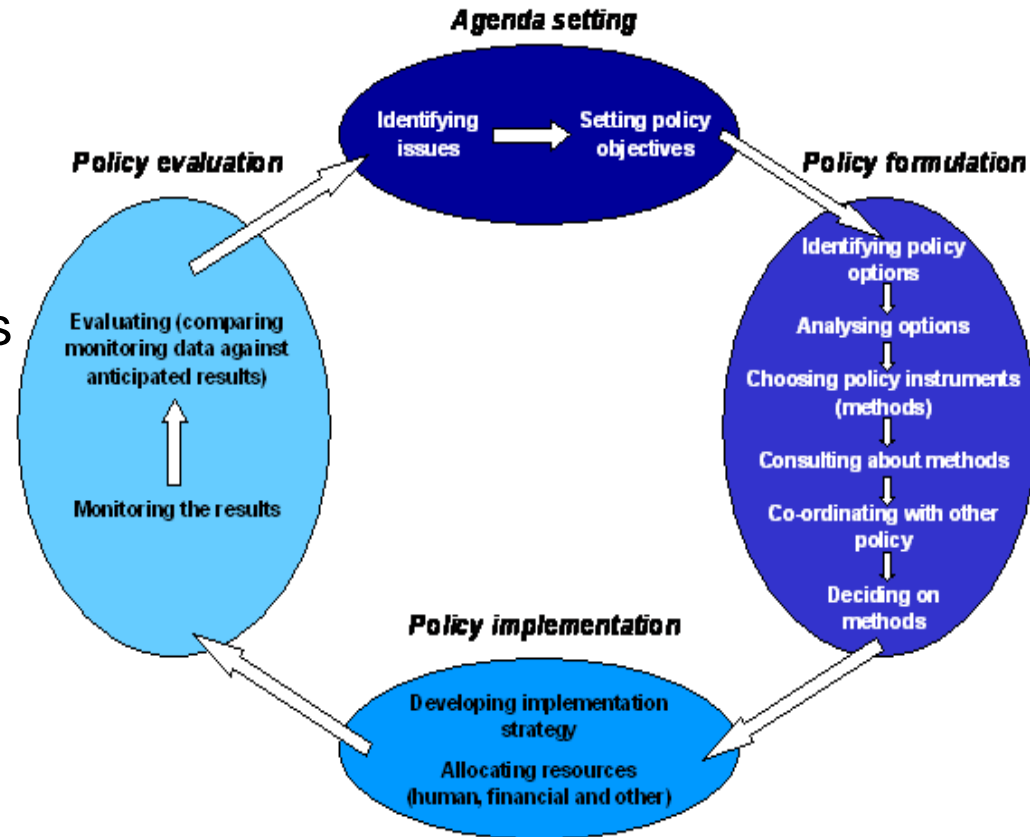 Agenda setting
Identifying
issues
Setting policy
objectives
Policy formulation
Identifying policy
options
Analysing options
Choosing policy instruments
(methods)
Consulting about methods
Co-ordinating with other
policy
Deciding on
methods
Policy implementation
Developing implementation
strategy
Allocating resources
(human, financial and other)
Policy evaluation
Evaluating (comparing
monitoring data against
anticipated results)
Monitoring the results
s